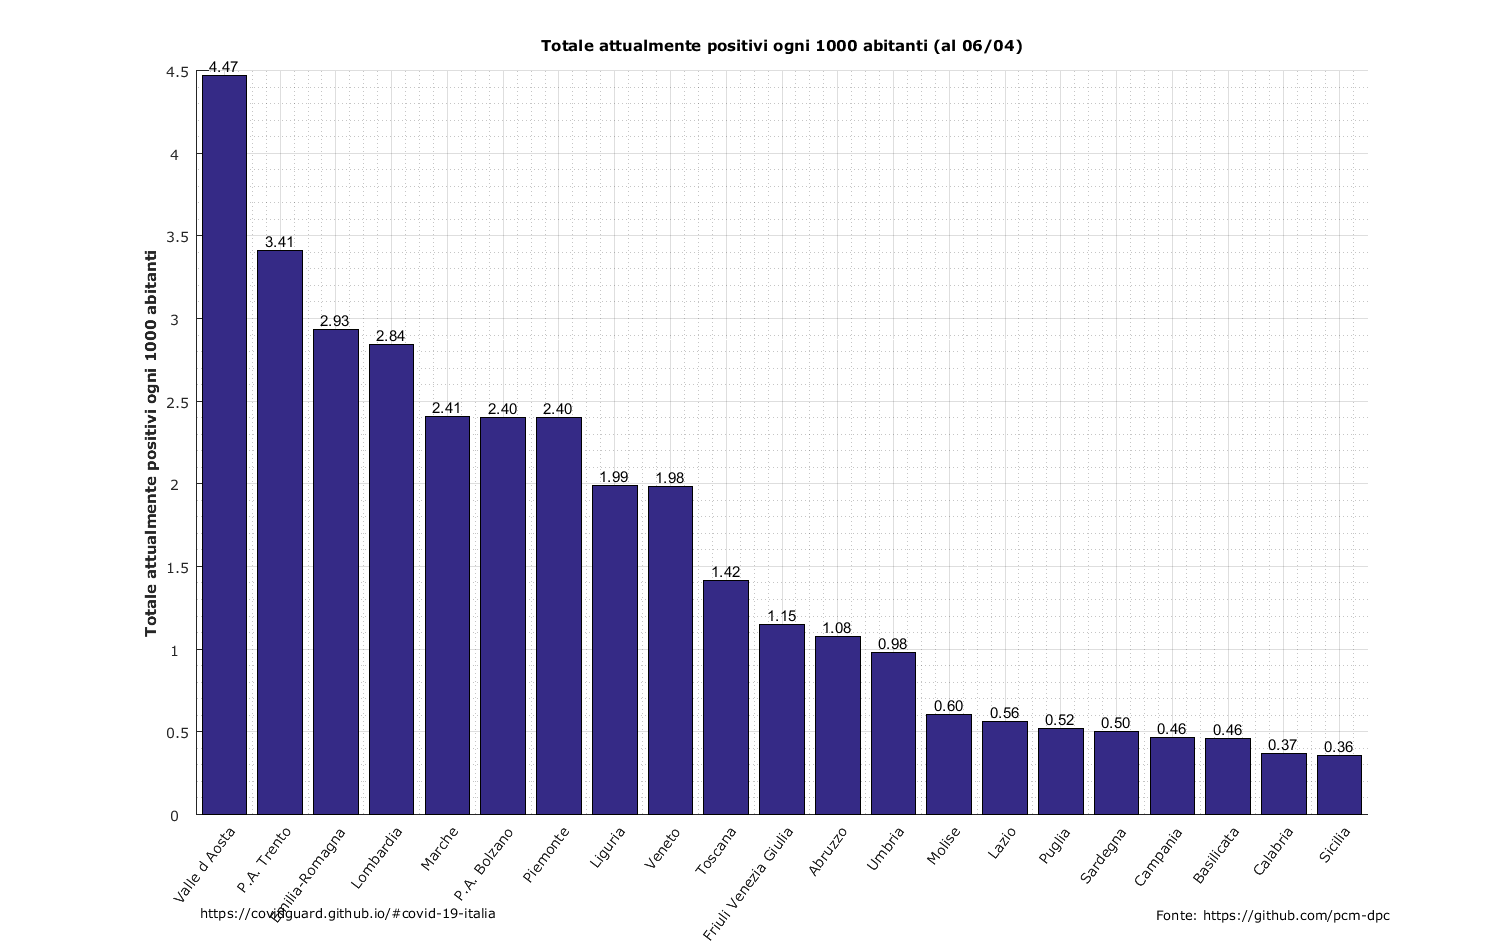 Totale attualmente positivi ogni 1000 abitanti (al 06/04)
Totale attualmente positivi ogni 1000 abitanti
4.5
4
3.5
3
2.5
2
1.5
1
0.5
0
4.47
3.41
2.93
2.84
2.41
2.40
2.40
1.99
1.98
1.42
1.15
1.08
0.98
0.60
0.56
0.52
0.50
0.46
0.46
0.37
0.36
Valle d Aosta
P.A. Trento
Emilia-Romagna
Lombardia
Marche
P.A. Bolzano
Piemonte
Liguria
Veneto
Toscana
Friuli Venezia Giulia
Abruzzo
Umbria
Molise
Lazio
Puglia
Sardegna
Campania
Basilicata
Calabria
Sicilia
https://covidguard.github.io/#covid-19-italia
Fonte: https://github.com/pcm-dpc